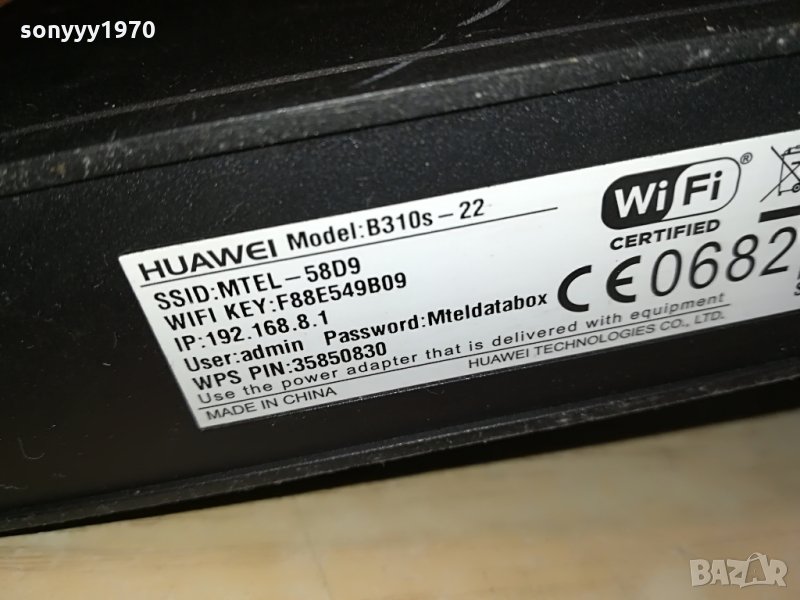 sonyyy1970
HUAWEI Model:B310s-22
SSID:MTEL-58D9
WIFI KEY:F88E549B09
IP:192.168.8.1
User:admin Password:Mteldatabox
WPS PIN:35850830
Use the power adapter that is delivered with equipment
MADE IN CHINA
HUAWEI TECHNOLOGIES CO., LTD.
WiFi®
CERTIFIED
CE0682
BAZAR